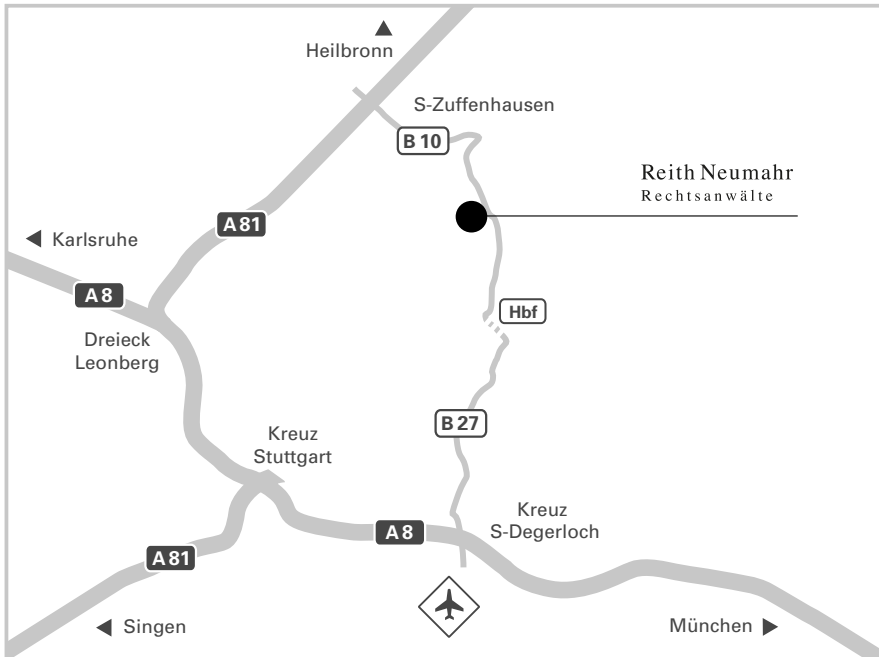 Heilbronn
S-Zuffenhausen
B 10
Reith Neumahr
Rechtsanwälte
A 81
Karlsruhe
A 8
Hbf
Dreieck
Leonberg
B 27
Kreuz
Stuttgart
Kreuz
S-Degerloch
A 8
A 81
Singen
München